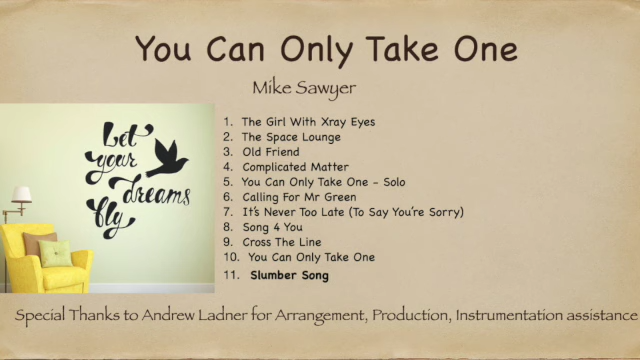 You Can Only Take One
Mike Sawyer
Let
your
dreams
fly
1. The Girl With Xray Eyes
2. The Space Lounge
3. Old Friend
4. Complicated Matter
5. You Can Only Take One - Solo
6. Calling For Mr Green
7. It's Never Too Late (To Say You're Sorry)
8. Song 4 You
9. Cross The Line
10. You Can Only Take One
11. Slumber Song
Special Thanks to Andrew Ladner for Arrangement, Production, Instrumentation assistance